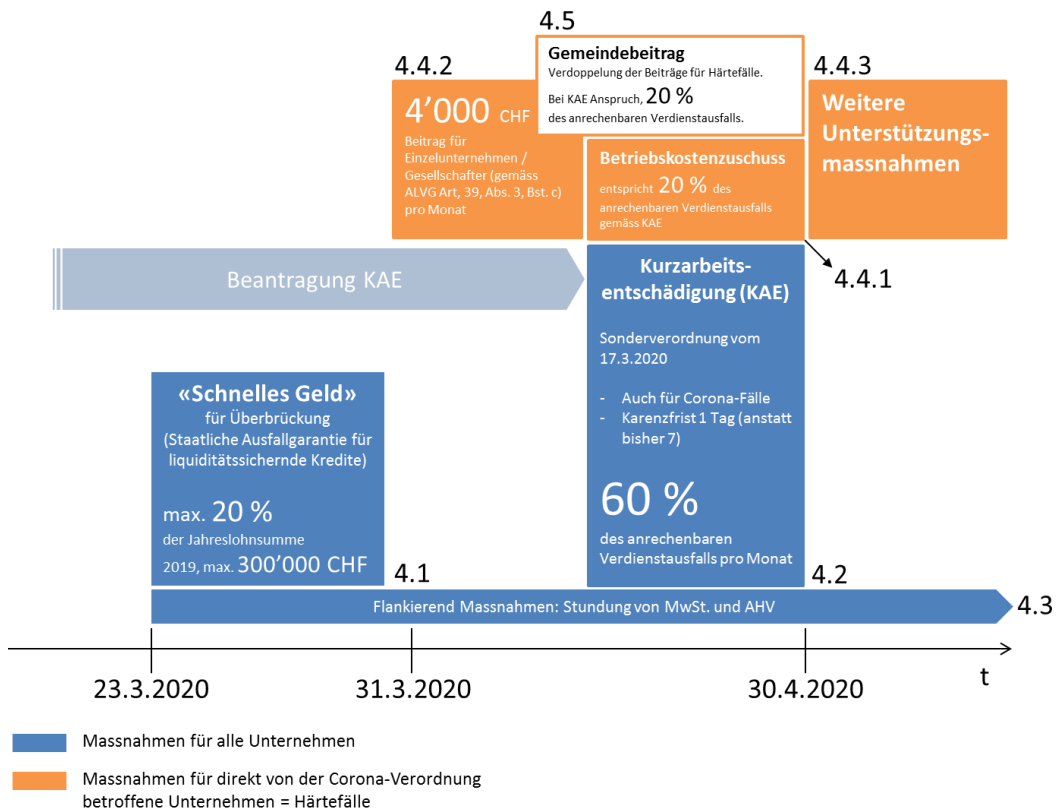 4.5
Gemeindebeitrag
Verdoppelung der Beiträge für Härtefälle.
Bei KAE Anspruch, 20 %
des anrechenbaren Verdienstausfalls.
4.4.2
4’000 CHF
Beitrag für
Einzelunternehmen /
Gesellschafter (gemäss
ALVG Art, 39, Abs. 3, Bst. c)
pro Monat
Betriebskostenzuschuss
entspricht 20 % des
anrechenbaren Verdienstausfalls
gemäss KAE
4.4.3
Weitere
Unterstützungs-
massnahmen
4.4.1
Beantragung KAE
Kurzarbeits-
entschädigung (KAE)
Sonderverordnung vom
17.3.2020
- Auch für Corona-Fälle
- Karenzfrist 1 Tag (anstatt
bisher 7)
60 %
des anrechenbaren
Verdienstausfalls pro Monat
«Schnelles Geld»
für Überbrückung
(Staatliche Ausfallgarantie für
liquiditätssichernde Kredite)
max. 20 %
der Jahreslohnsumme
2019, max. 300’000 CHF
4.1
4.2
Flankierend Massnahmen: Stundung von MwSt. und AHV
4.3
t
23.3.2020
31.3.2020
30.4.2020
Massnahmen für alle Unternehmen
Massnahmen für direkt von der Corona-Verordnung
betroffene Unternehmen = Härtefälle